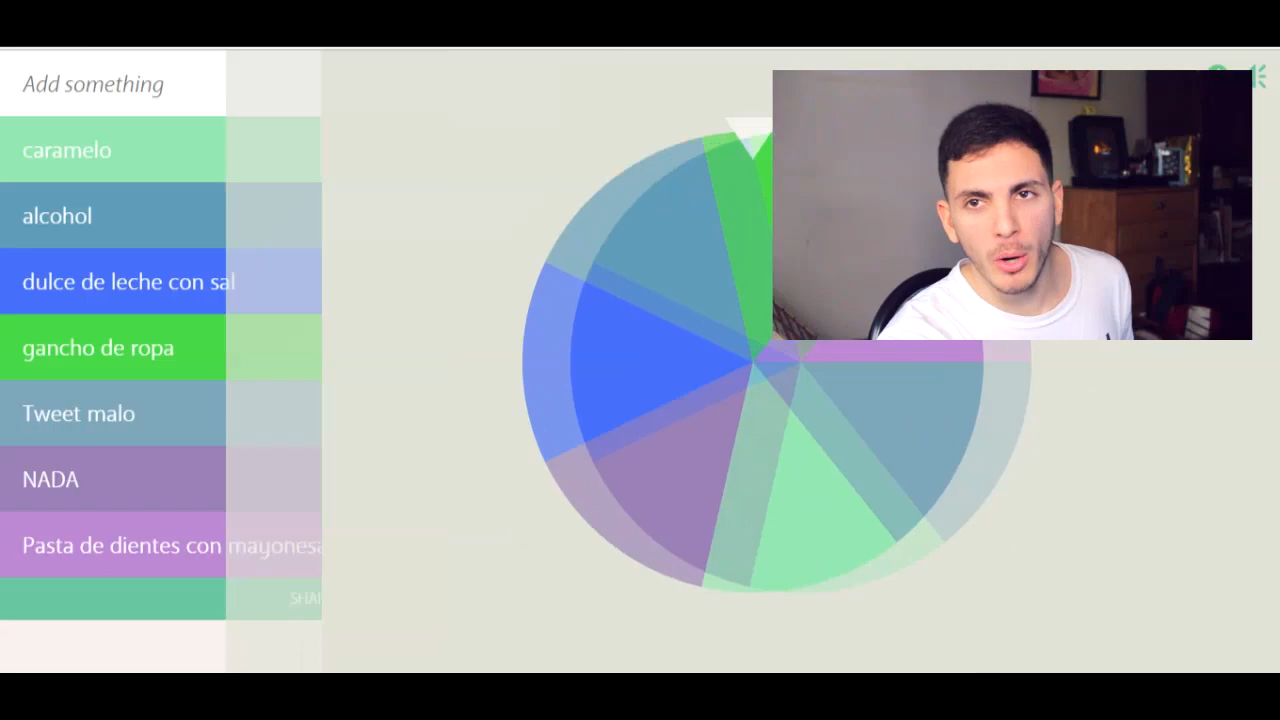 Add something
caramelo
alcohol
dulce de leche con sal
gancho de ropa
Tweet malo
NADA
Pasta de dientes con mayonesa